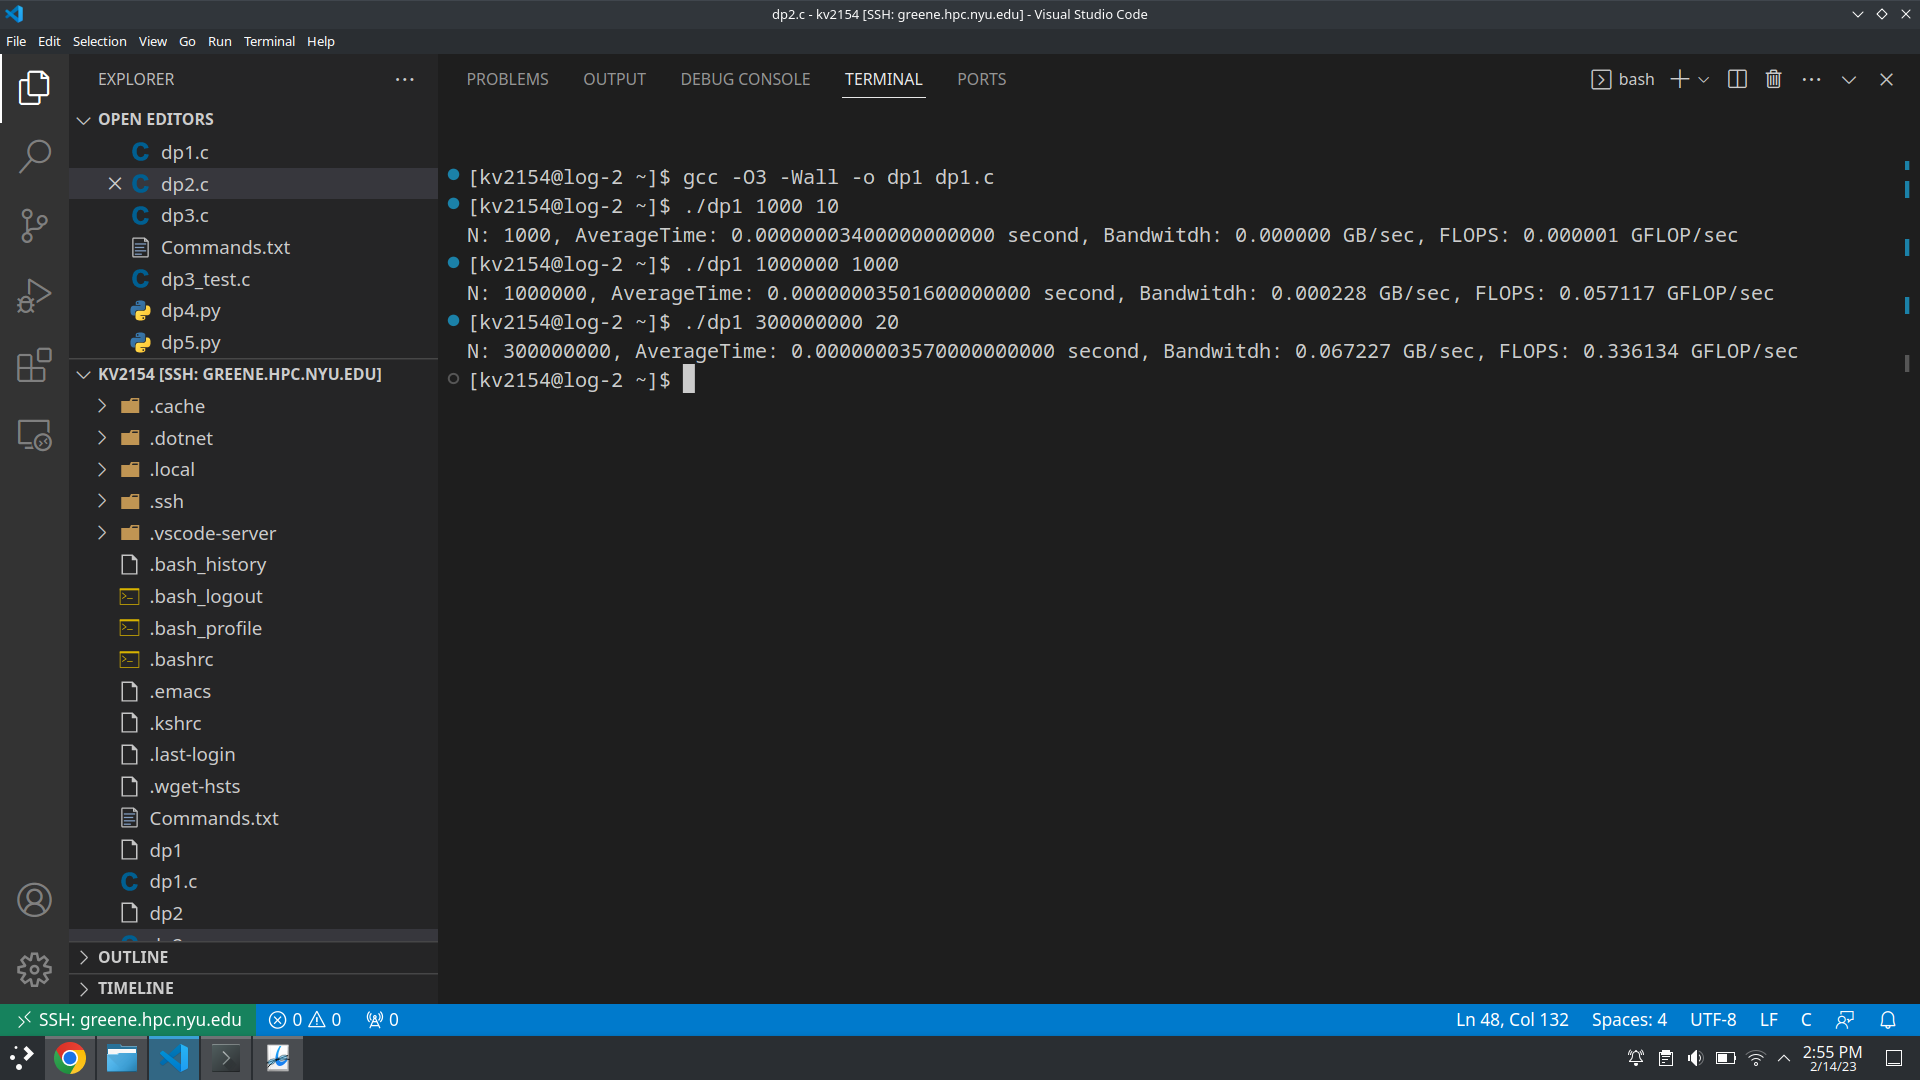 dp2.c - kv2154 [SSH: greene.hpc.nyu.edu] - Visual Studio Code
File Edit Selection View Go Run Terminal Help
EXPLORER
OPEN EDITORS
dp1.c
dp2.c
dp3.c
Commands.txt
dp3_test.c
dp4.py
dp5.py
KV2154 [SSH: GREENE.HPC.NYU.EDU]
.cache
.dotnet
.local
.ssh
.vscode-server
.bash_history
.bash_logout
.bash_profile
.bashrc
.emacs
.kshrc
.last-login
.wget-hsts
Commands.txt
dp1
dp1.c
dp2
OUTLINE
TIMELINE
PROBLEMS OUTPUT DEBUG CONSOLE TERMINAL PORTS
bash
[kv2154@log-2 ~]$ gcc -O3 -Wall -o dp1 dp1.c
[kv2154@log-2 ~]$ ./dp1 1000 10
N: 1000, AverageTime: 0.00000003400000000000 second, Bandwitdh: 0.000000 GB/sec, FLOPS: 0.000001 GFLOP/sec
[kv2154@log-2 ~]$ ./dp1 1000000 1000
N: 1000000, AverageTime: 0.00000003501600000000 second, Bandwitdh: 0.000228 GB/sec, FLOPS: 0.057117 GFLOP/sec
[kv2154@log-2 ~]$ ./dp1 300000000 20
N: 300000000, AverageTime: 0.00000003570000000000 second, Bandwitdh: 0.067227 GB/sec, FLOPS: 0.336134 GFLOP/sec
[kv2154@log-2 ~]$
SSH: greene.hpc.nyu.edu 0 0 0 Ln 48, Col 132 Spaces: 4 UTF-8 LF C
2:55 PM
2/14/23